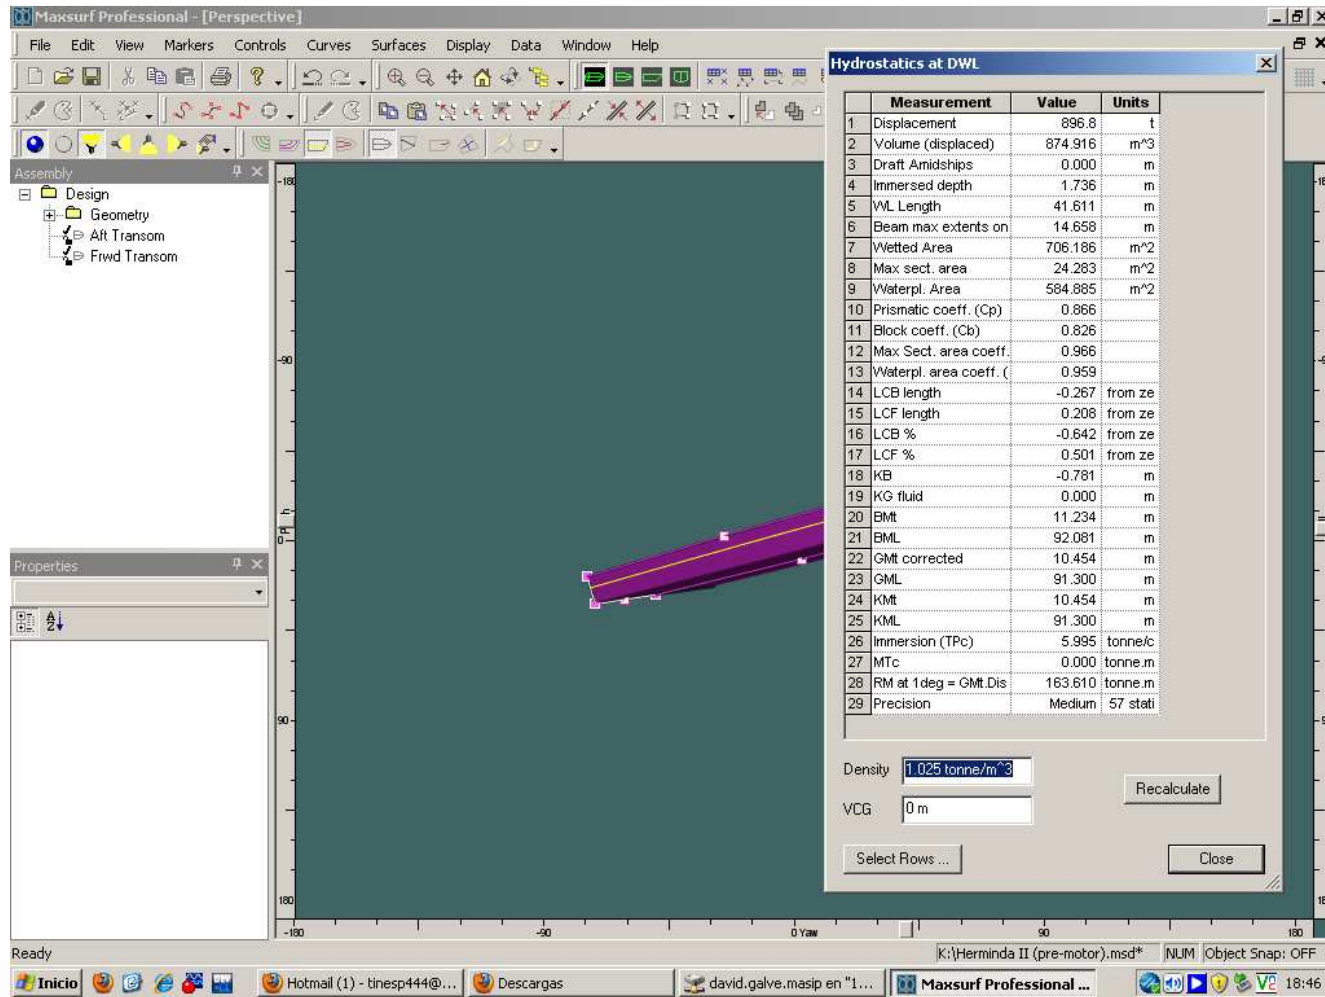 Maxsurf Professional - [Perspective]
File Edit View Markers Controls Curves Surfaces Display Data Window Help
Assembly
Design
Geometry
Aft Transom
Frwd Transom
Properties
Hydrostatics at DWL
Measurement Value Units
1 Displacement 896.8 t
2 Volume (displaced) 874.916 m^3
3 Draft Amidships 0.000 m
4 Immersed depth 1.736 m
5 WL Length 41.611 m
6 Beam max extents on 14.658 m
7 Wetted Area 706.186 m^2
8 Max sect. area 24.283 m^2
9 Waterpl. Area 584.885 m^2
10 Prismatic coeff. (Cp) 0.866
11 Block coeff. (Cb) 0.826
12 Max Sect. area coeff. 0.966
13 Waterpl. area coeff. ( 0.959
14 LCB length -0.267 from ze
15 LCF length 0.208 from ze
16 LCB % -0.642 from ze
17 LCF % 0.501 from ze
18 KB -0.781 m
19 KG fluid 0.000 m
20 BMt 11.234 m
21 BML 92.081 m
22 GMt corrected 10.454 m
23 GML 91.300 m
24 KMt 10.454 m
25 KML 91.300 m
26 Immersion (TPc) 5.995 tonne/c
27 MTc 0.000 tonne.m
28 RM at 1deg = GMt.Dis 163.610 tonne.m
29 Precision Medium 57 stati
Density 1.025 tonne/m^3
VCG 0 m
Recalculate
Select Rows ...
Close
-180
-90
90
180
-180 -90 0 Yaw 90 180
Ready
K:\Herminda II (pre-motor).msd* NUM Object Snap: OFF
Inicio
Hotmail (1) - tinesp444@...
Descargas
david.galve.masip en "1...
Maxsurf Professional ...
18:46